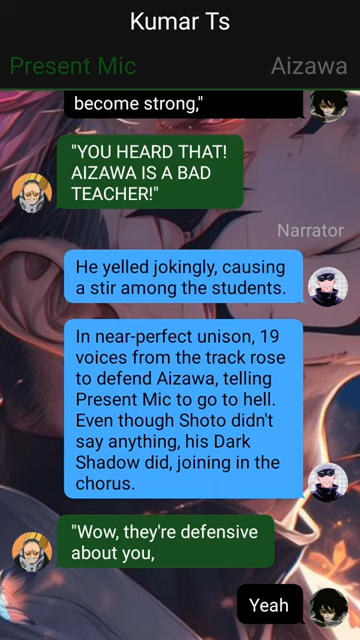 Kumar Ts
Present Mic
Aizawa
become strong,"
"YOU HEARD THAT!
AIZAWA IS A BAD
TEACHER!"
Narrator
He yelled jokingly, causing
a stir among the students.
In near-perfect unison, 19
voices from the track rose
to defend Aizawa, telling
Present Mic to go to hell.
Even though Shoto didn't
say anything, his Dark
Shadow did, joining in the
chorus.
"Wow, they're defensive
about you,
Yeah